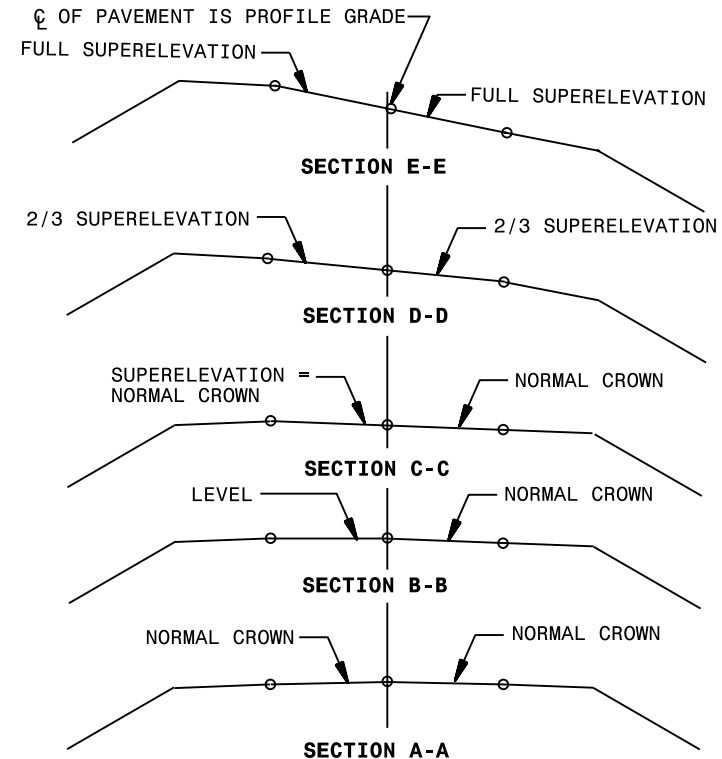 ℄ OF PAVEMENT IS PROFILE GRADE
FULL SUPERELEVATION
FULL SUPERELEVATION
SECTION E-E
2/3 SUPERELEVATION
2/3 SUPERELEVATION
SECTION D-D
SUPERELEVATION =
NORMAL CROWN
NORMAL CROWN
SECTION C-C
LEVEL
NORMAL CROWN
SECTION B-B
NORMAL CROWN
NORMAL CROWN
SECTION A-A